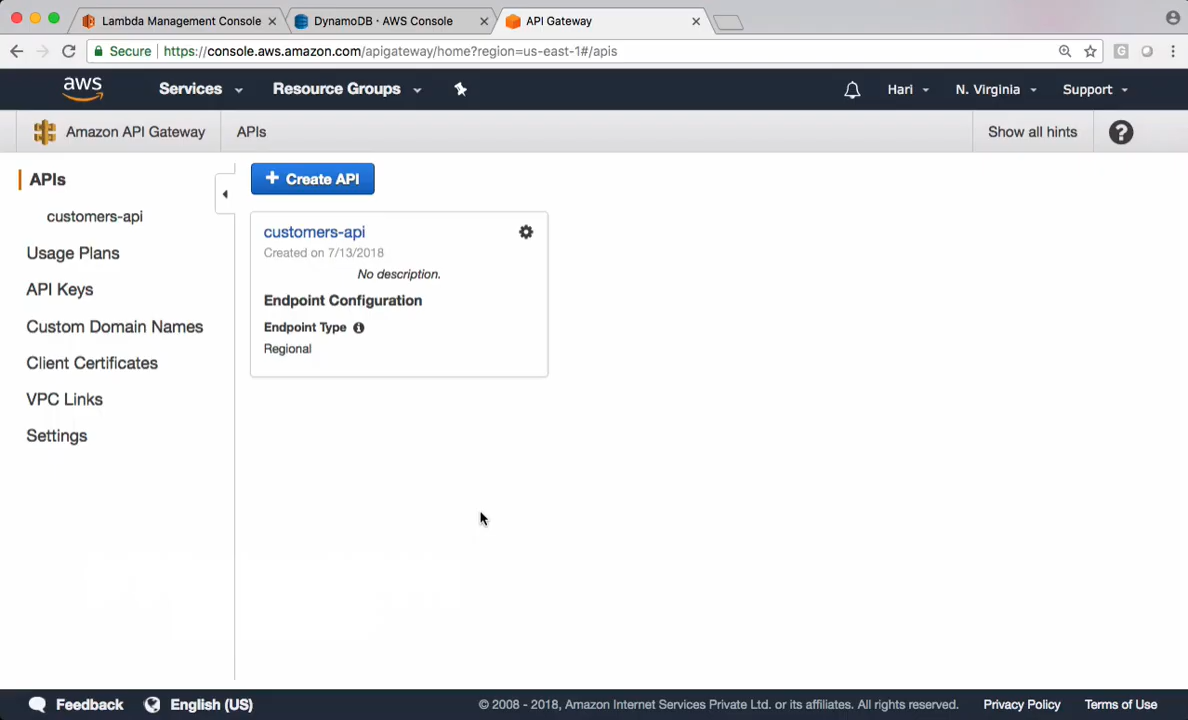 Lambda Management Console
DynamoDB · AWS Console
API Gateway
Secure
https://console.aws.amazon.com/apigateway/home?region=us-east-1#/apis
G
aws
Services
Resource Groups
Hari
N. Virginia
Support
Amazon API Gateway
APIs
Show all hints
?
APIs
customers-api
Usage Plans
API Keys
Custom Domain Names
Client Certificates
VPC Links
Settings
+ Create API
customers-api
Created on 7/13/2018
No description.
Endpoint Configuration
Endpoint Type
Regional
Feedback
English (US)
© 2008 - 2018, Amazon Internet Services Private Ltd. or its affiliates. All rights reserved.
Privacy Policy
Terms of Use